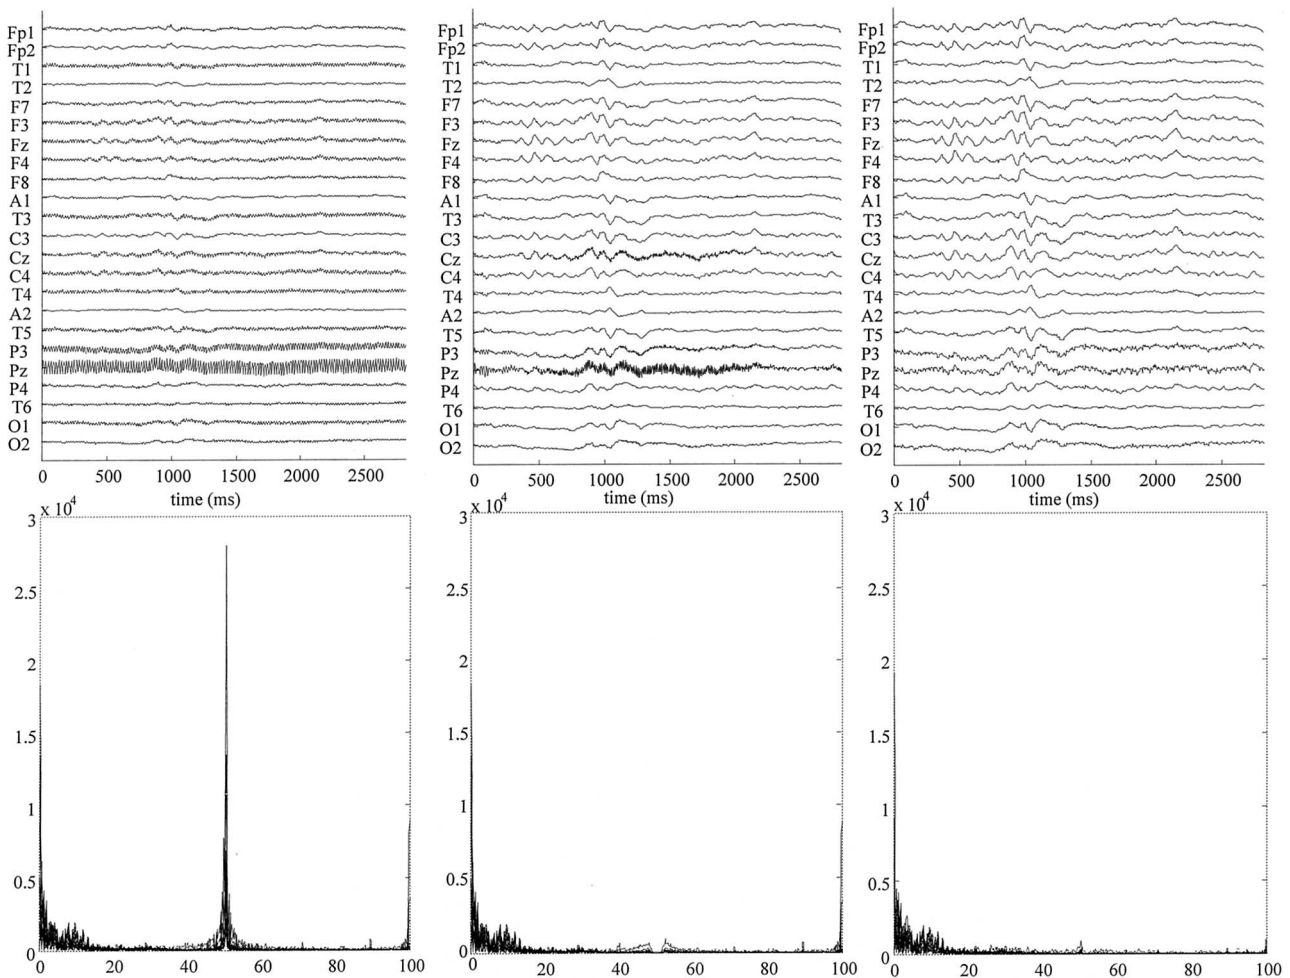 Fp1
Fp2
T1
T2
F7
F3
Fz
F4
F8
A1
T3
C3
Cz
C4
T4
A2
T5
P3
Pz
P4
T6
O1
O2
0 500 1000 1500 2000 2500
time (ms)
Fp1
Fp2
T1
T2
F7
F3
Fz
F4
F8
A1
T3
C3
Cz
C4
T4
A2
T5
P3
Pz
P4
T6
O1
O2
0 500 1000 1500 2000 2500
time (ms)
Fp1
Fp2
T1
T2
F7
F3
Fz
F4
F8
A1
T3
C3
Cz
C4
T4
A2
T5
P3
Pz
P4
T6
O1
O2
0 500 1000 1500 2000 2500
time (ms)
x 10⁴
3
2.5
2
1.5
1
0.5
0
0 20 40 60 80 100
x 10⁴
3
2.5
2
1.5
1
0.5
0
0 20 40 60 80 100
x 10⁴
3
2.5
2
1.5
1
0.5
0
0 20 40 60 80 100